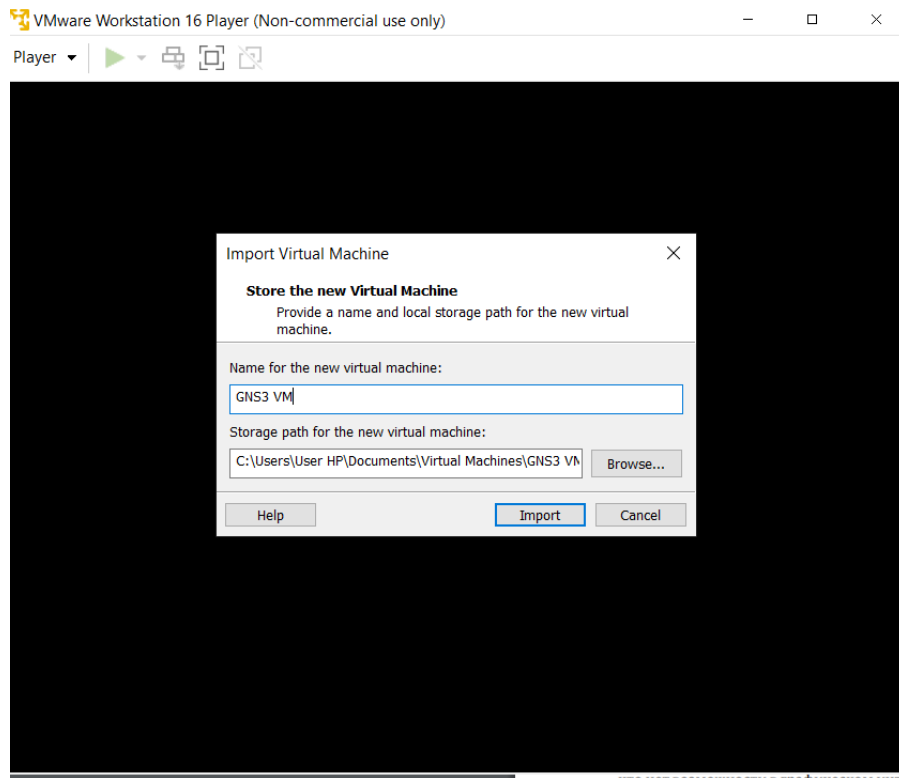 VMware Workstation 16 Player (Non-commercial use only)
Player
Import Virtual Machine
Store the new Virtual Machine
Provide a name and local storage path for the new virtual
machine.
Name for the new virtual machine:
GNS3 VM
Storage path for the new virtual machine:
C:\Users\User HP\Documents\Virtual Machines\GNS3 VM
Browse...
Help
Import
Cancel